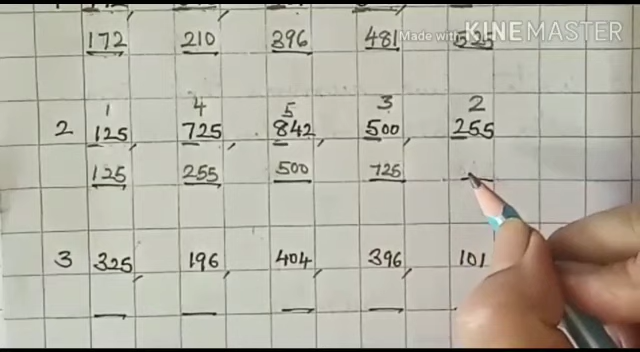 Made with KINEMASTER
172 210 396 481 525
1 4 5 3 2
2 125, 725, 842, 500, 255
125 255 500 725
3 325, 196, 404, 396, 101